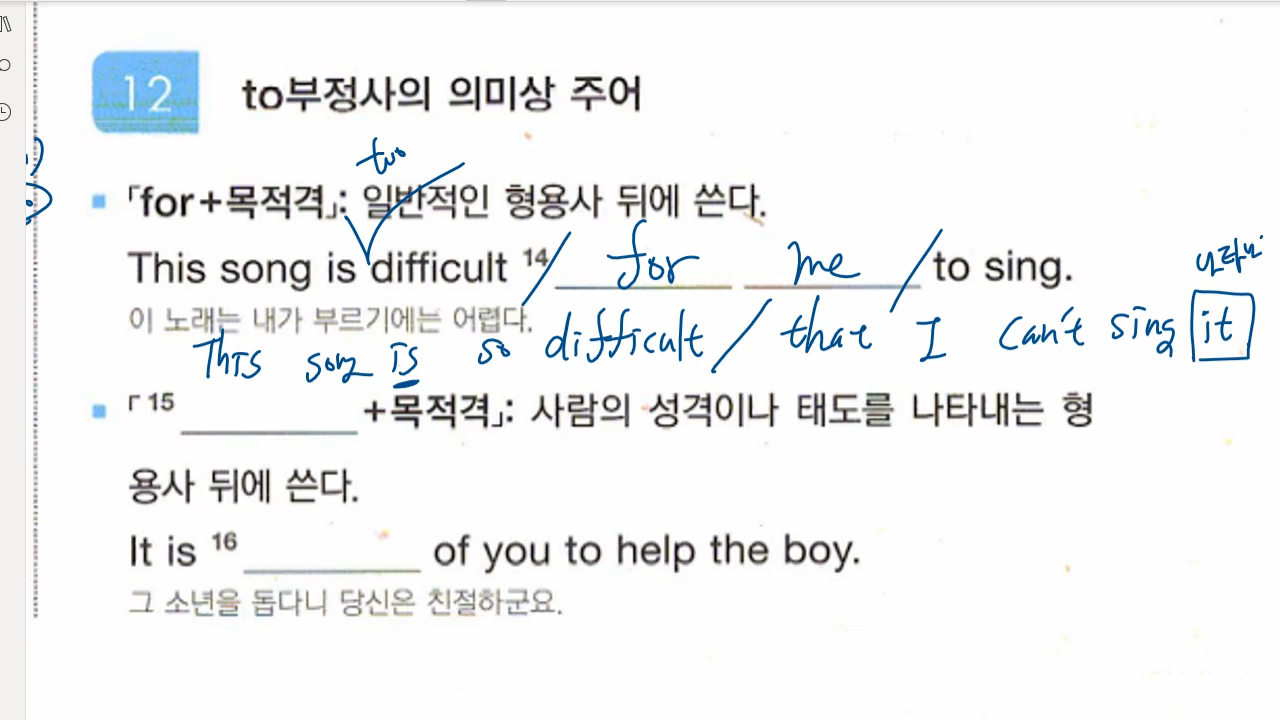 12 to부정사의 의미상 주어
too
「for+목적격」: 일반적인 형용사 뒤에 쓴다.
This song is difficult 14 for me to sing.
이 노래는 내가 부르기에는 어렵다.
This song is so difficult / that I can't sing it
「15 ________ +목적격」: 사람의 성격이나 태도를 나타내는 형
용사 뒤에 쓴다.
It is 16 ________ of you to help the boy.
그 소년을 돕다니 당신은 친절하군요.